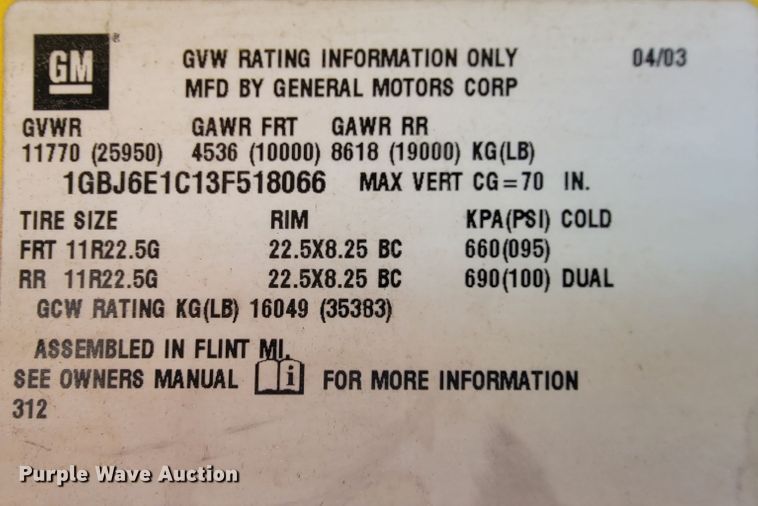 GM ®
GVW RATING INFORMATION ONLY 04/03
MFD BY GENERAL MOTORS CORP
GVWR GAWR FRT GAWR RR
11770 (25950) 4536 (10000) 8618 (19000) KG(LB)
1GBJ6E1C13F518066 MAX VERT CG=70 IN.
TIRE SIZE RIM KPA(PSI) COLD
FRT 11R22.5G 22.5X8.25 BC 660(095)
RR 11R22.5G 22.5X8.25 BC 690(100) DUAL
GCW RATING KG(LB) 16049 (35383)
ASSEMBLED IN FLINT MI.
SEE OWNERS MANUAL i FOR MORE INFORMATION
312
Purple Wave Auction